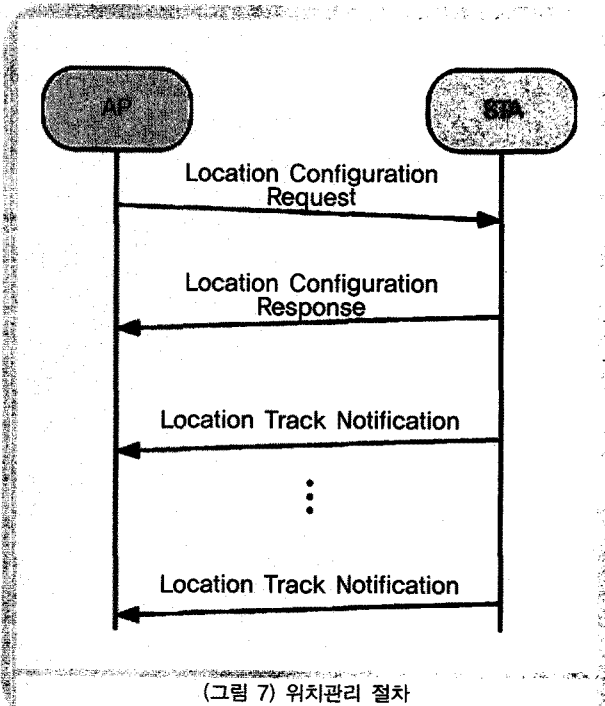 AP
STA
Location Configuration
Request
Location Configuration
Response
Location Track Notification
Location Track Notification
(그림 7) 위치관리 절차